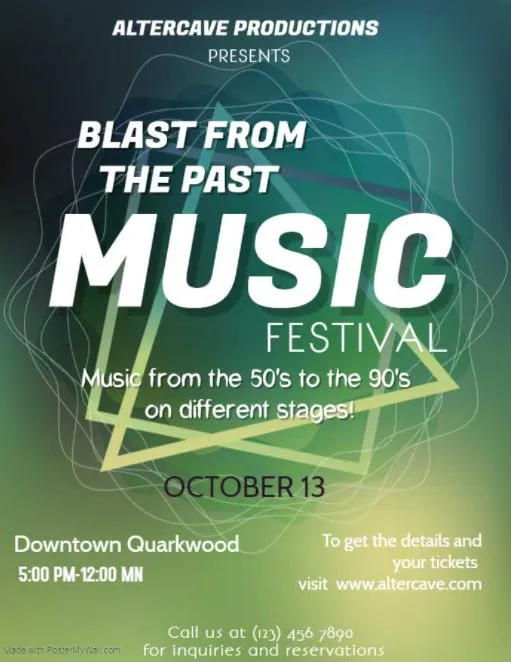 ALTERCAVE PRODUCTIONS
PRESENTS
BLAST FROM
THE PAST
MUSIC
FESTIVAL
Music from the 50's to the 90's
on different stages!
OCTOBER 13
Downtown Quarkwood
5:00 PM-12:00 MN
To get the details and
your tickets
visit www.altercave.com
Call us at (123) 456 7890
for inquiries and reservations
Made with PosterMyWall.com